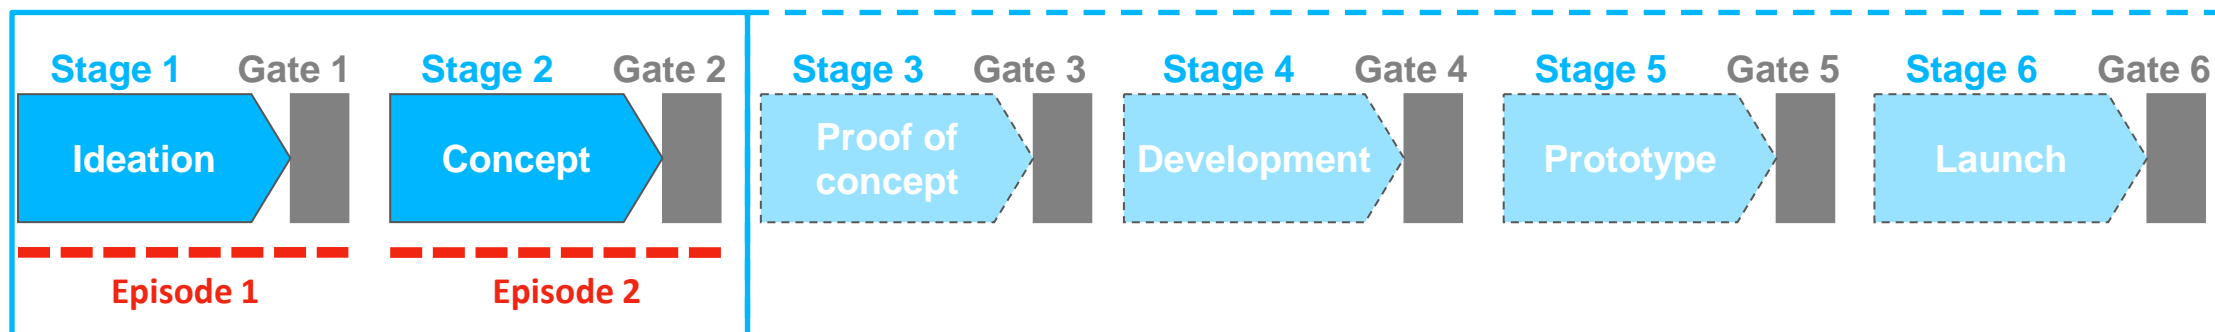 Stage 1 Gate 1 Stage 2 Gate 2 Stage 3 Gate 3 Stage 4 Gate 4 Stage 5 Gate 5 Stage 6 Gate 6
Ideation
Concept
Proof of
concept
Development
Prototype
Launch
Episode 1
Episode 2